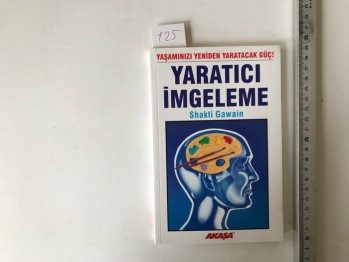 125
YAŞAMINIZI YENİDEN YARATACAK GÜÇ!
YARATICI
İMGELEME
Shakti Gawain
AKAŞA